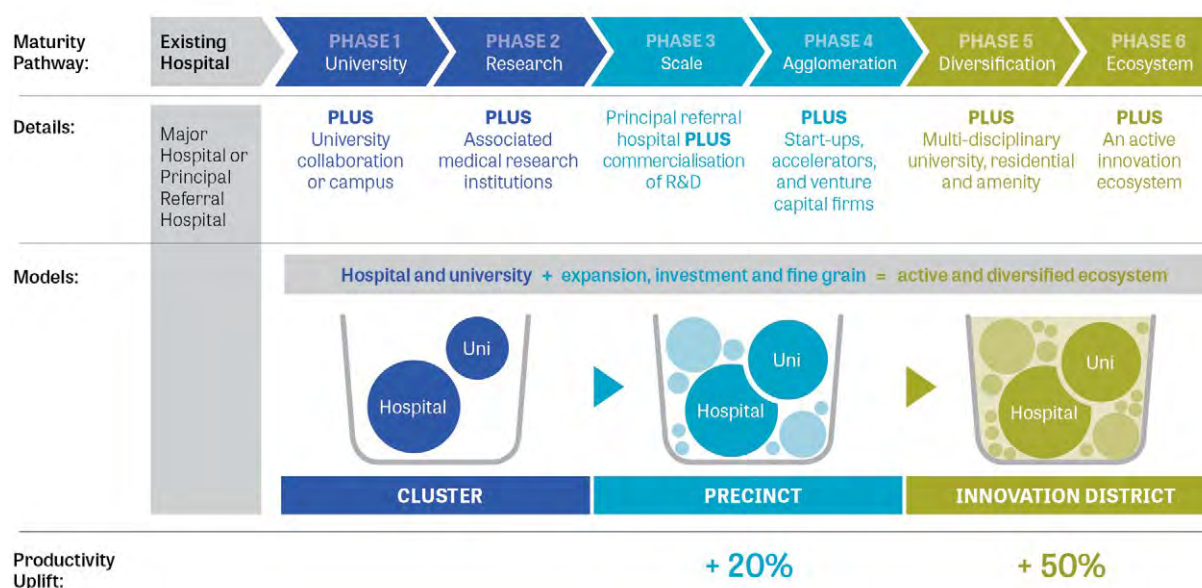 Maturity
Pathway:
Existing
Hospital
PHASE 1
University
PHASE 2
Research
PHASE 3
Scale
PHASE 4
Agglomeration
PHASE 5
Diversification
PHASE 6
Ecosystem
Details:
Major
Hospital or
Principal
Referral
Hospital
PLUS
University
collaboration
or campus
PLUS
Associated
medical research
institutions
Principal referral
hospital PLUS
commercialisation
of R&D
PLUS
Start-ups,
accelerators,
and venture
capital firms
PLUS
Multi-disciplinary
university, residential
and amenity
PLUS
An active
innovation
ecosystem
Models:
Hospital and university + expansion, investment and fine grain = active and diversified ecosystem
Uni
Hospital
Uni
Hospital
Uni
Hospital
CLUSTER
PRECINCT
INNOVATION DISTRICT
Productivity
Uplift:
+ 20%
+ 50%